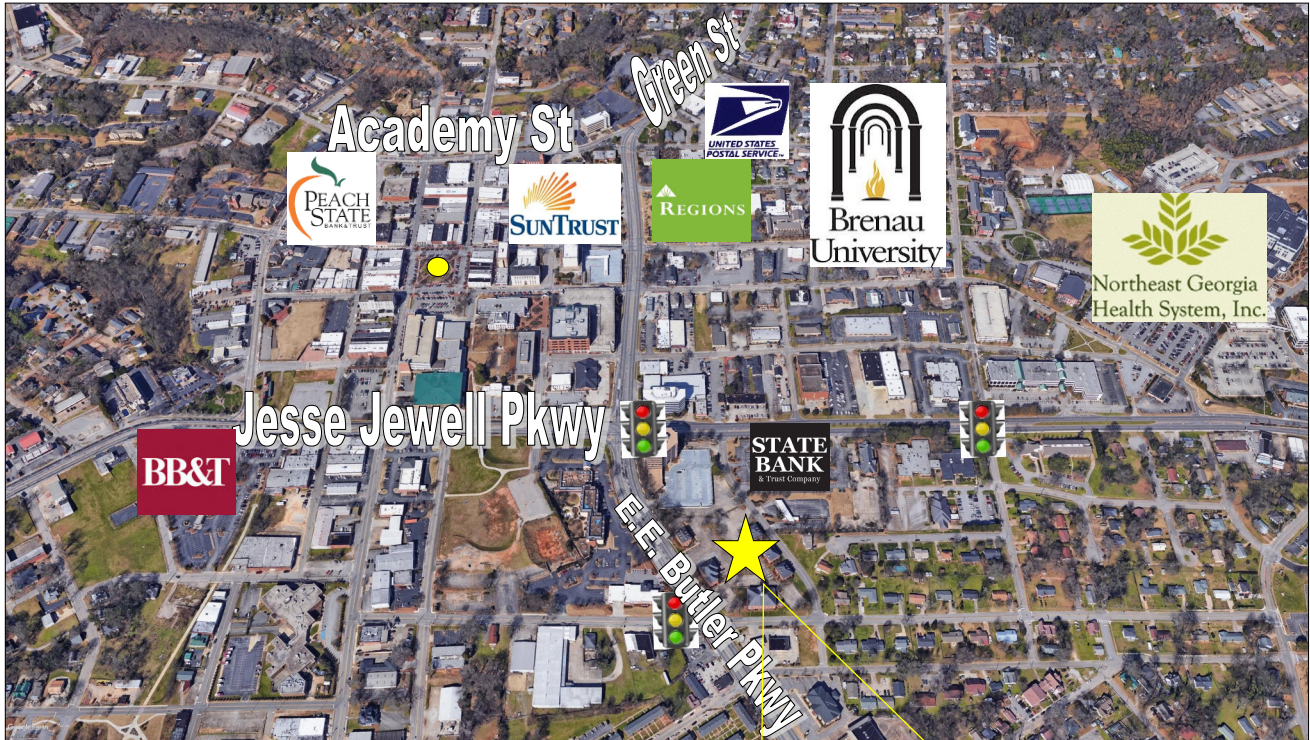 Green St
Academy St
UNITED STATES
POSTAL SERVICE™
PEACH
STATE
BANK & TRUST
SUNTRUST
REGIONS
Brenau
University
Northeast Georgia
Health System, Inc.
Jesse Jewell Pkwy
BB&T
STATE
BANK
& Trust Company
E.E. Butler Pkwy